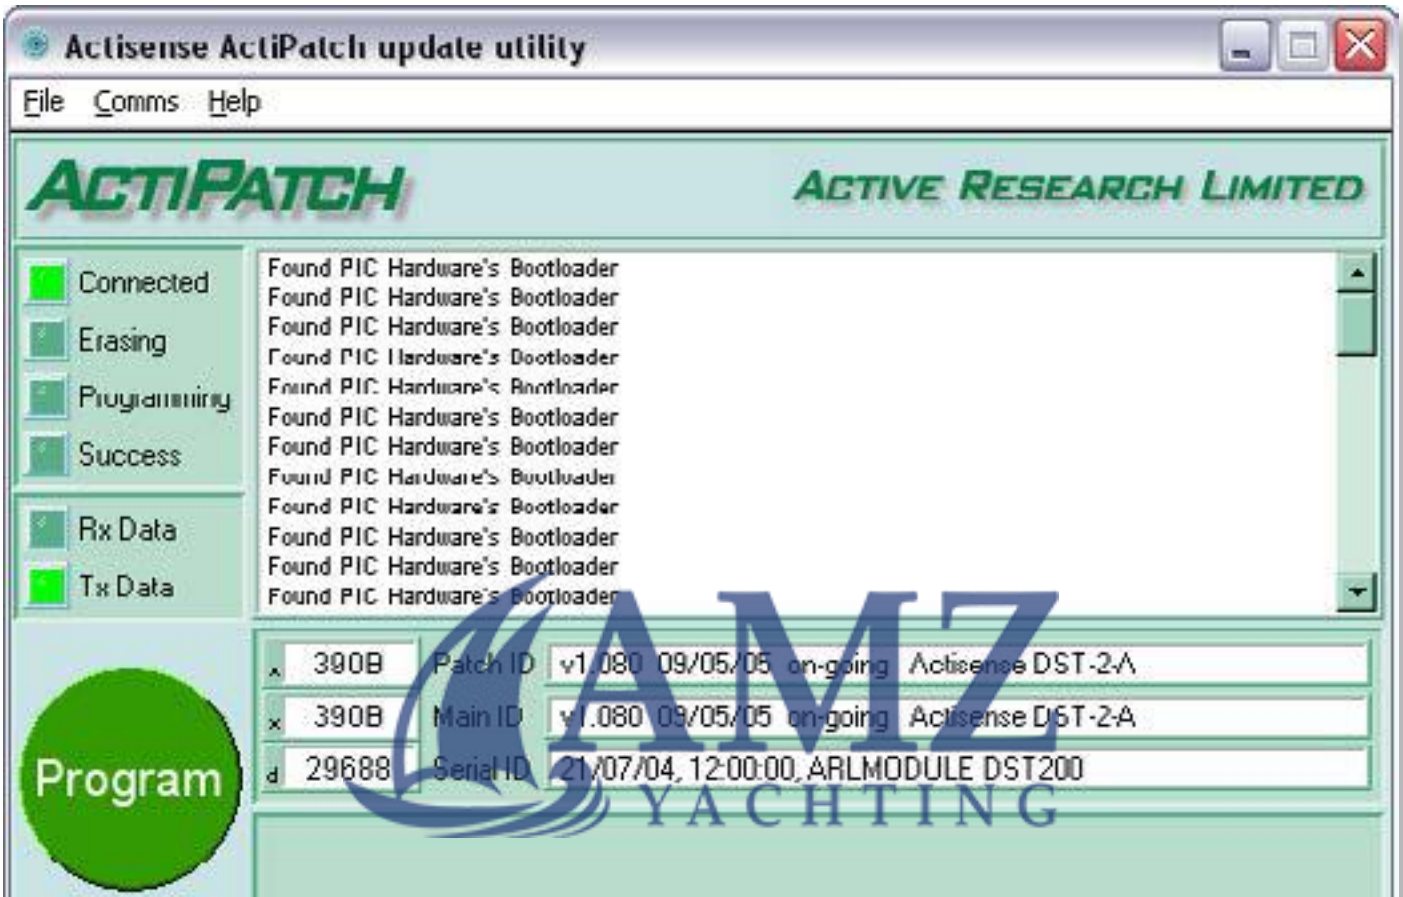 Actisense ActiPatch update utility
File Comms Help
ACTIPATCH
ACTIVE RESEARCH LIMITED
Connected
Erasing
Programming
Success
Rx Data
Tx Data
Found PIC Hardware's Bootloader
Found PIC Hardware's Bootloader
Found PIC Hardware's Bootloader
Found PIC Hardware's Bootloader
Found PIC Hardware's Bootloader
Found PIC Hardware's Bootloader
Found PIC Hardware's Bootloader
Found PIC Hardware's Bootloader
Found PIC Hardware's Bootloader
Found PIC Hardware's Bootloader
Found PIC Hardware's Bootloader
Found PIC Hardware's Bootloader
x 390B Patch ID v1.080 09/05/05 on-going Actisense DST-2-A
x 390B Main ID v1.080 09/05/05 on-going Actisense DST-2-A
d 29688 Serial ID 21/07/04, 12:00:00, ARLMODULE DST200
Program
AMZ
YACHTING